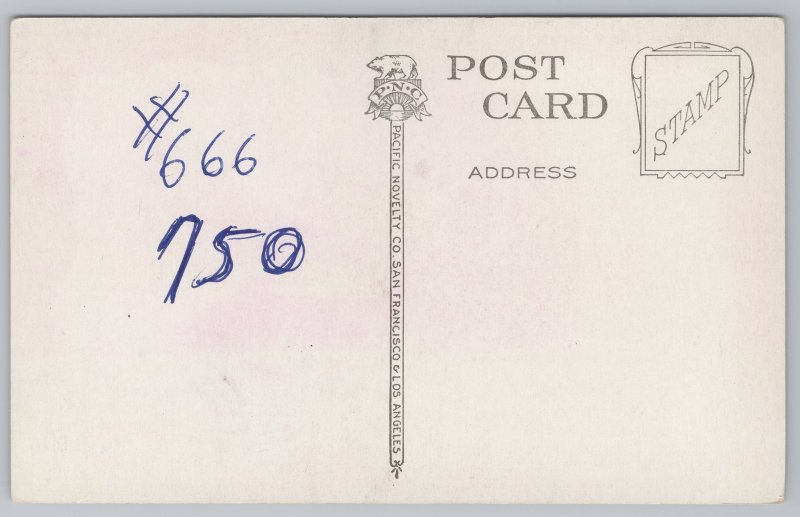 #
666
750
P·N·C
PACIFIC NOVELTY CO. SAN FRANCISCO & LOS ANGELES
POST
CARD
ADDRESS
STAMP